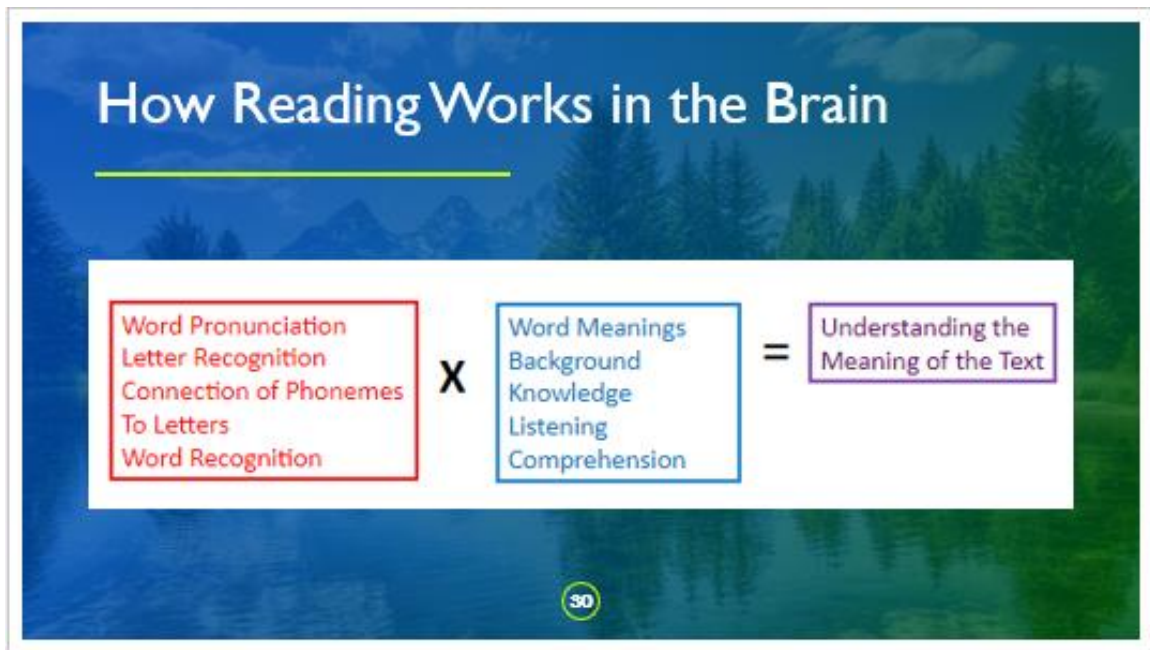 How Reading Works in the Brain
Word Pronunciation
Letter Recognition
Connection of Phonemes
To Letters
Word Recognition
X
Word Meanings
Background
Knowledge
Listening
Comprehension
=
Understanding the
Meaning of the Text
30